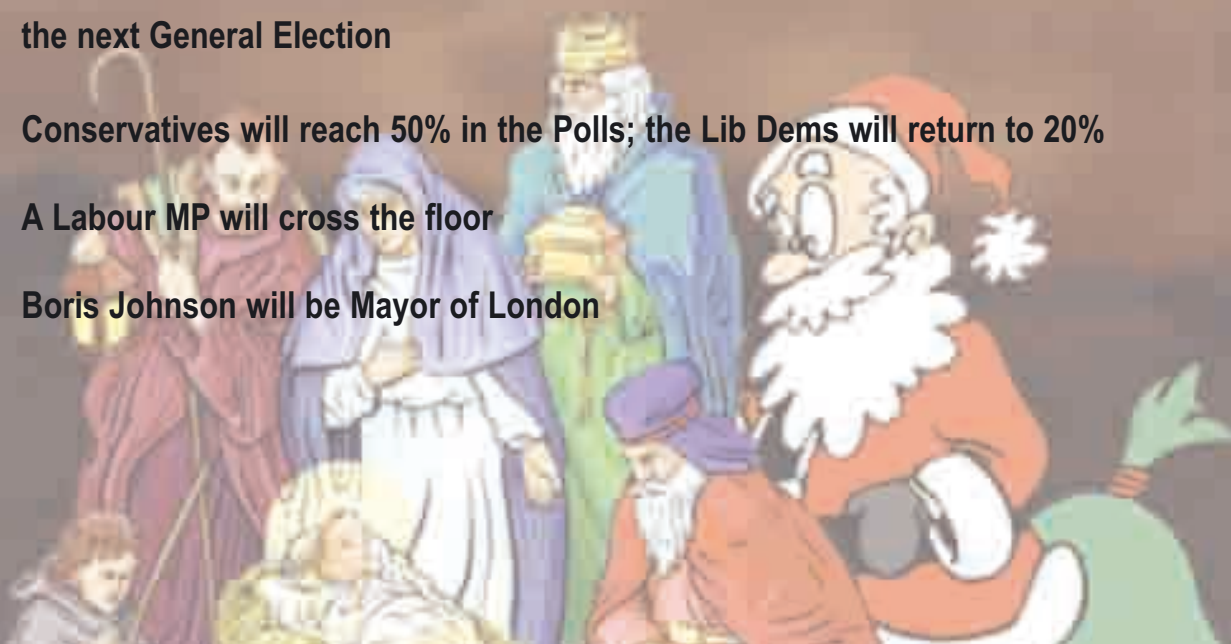 the next General Election
Conservatives will reach 50% in the Polls; the Lib Dems will return to 20%
A Labour MP will cross the floor
Boris Johnson will be Mayor of London